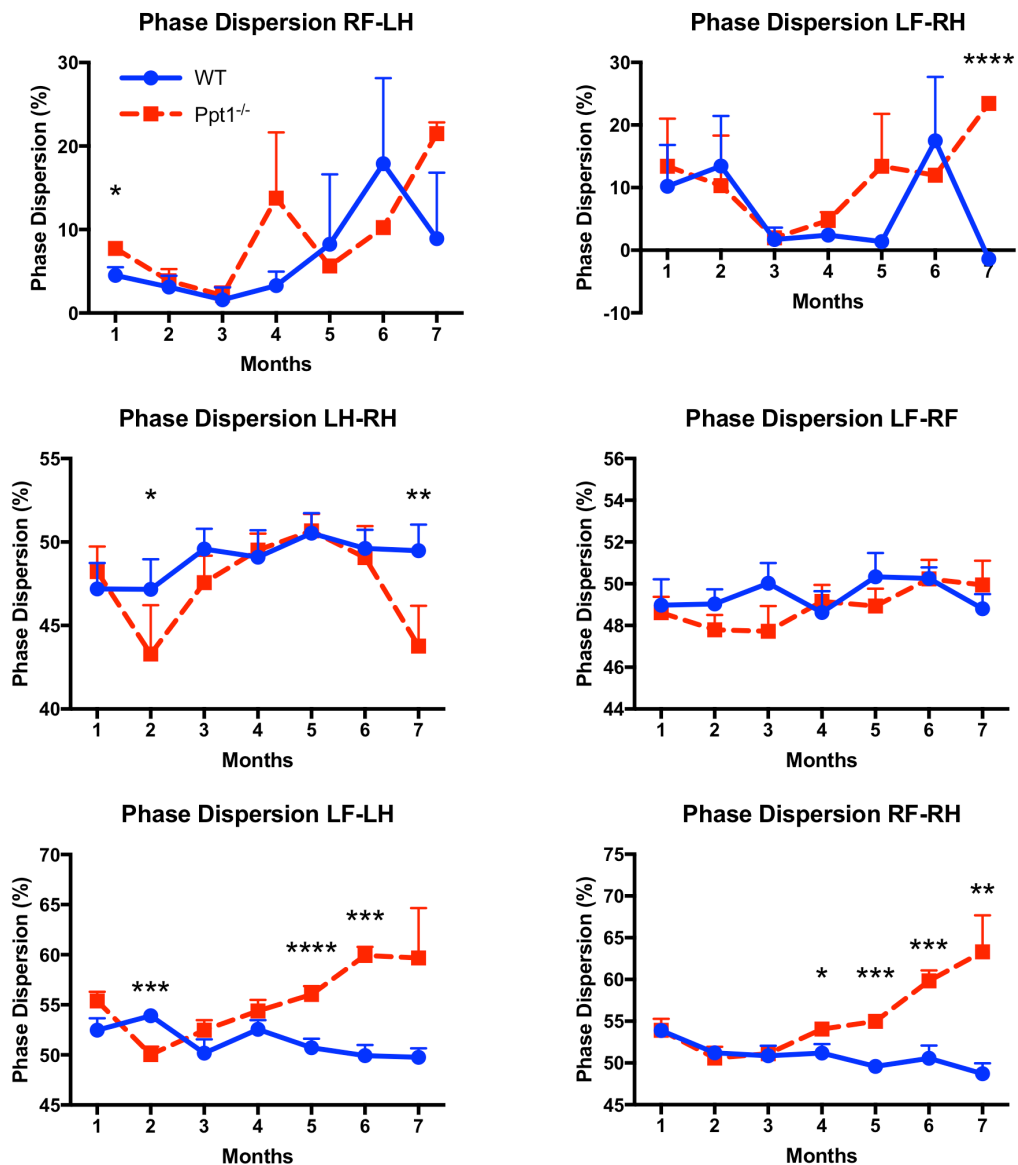 Phase Dispersion RF-LH
Phase Dispersion (%)
30
20
10
0
WT
Ppt1-/-
*
1 2 3 4 5 6 7
Months
Phase Dispersion LF-RH
Phase Dispersion (%)
30
20
10
0
-10
****
1 2 3 4 5 6 7
Months
Phase Dispersion LH-RH
Phase Dispersion (%)
55
50
45
40
* **
1 2 3 4 5 6 7
Months
Phase Dispersion LF-RF
Phase Dispersion (%)
56
54
52
50
48
46
44
1 2 3 4 5 6 7
Months
Phase Dispersion LF-LH
Phase Dispersion (%)
70
65
60
55
50
45
*** **** ***
1 2 3 4 5 6 7
Months
Phase Dispersion RF-RH
Phase Dispersion (%)
75
70
65
60
55
50
45
* *** *** **
1 2 3 4 5 6 7
Months